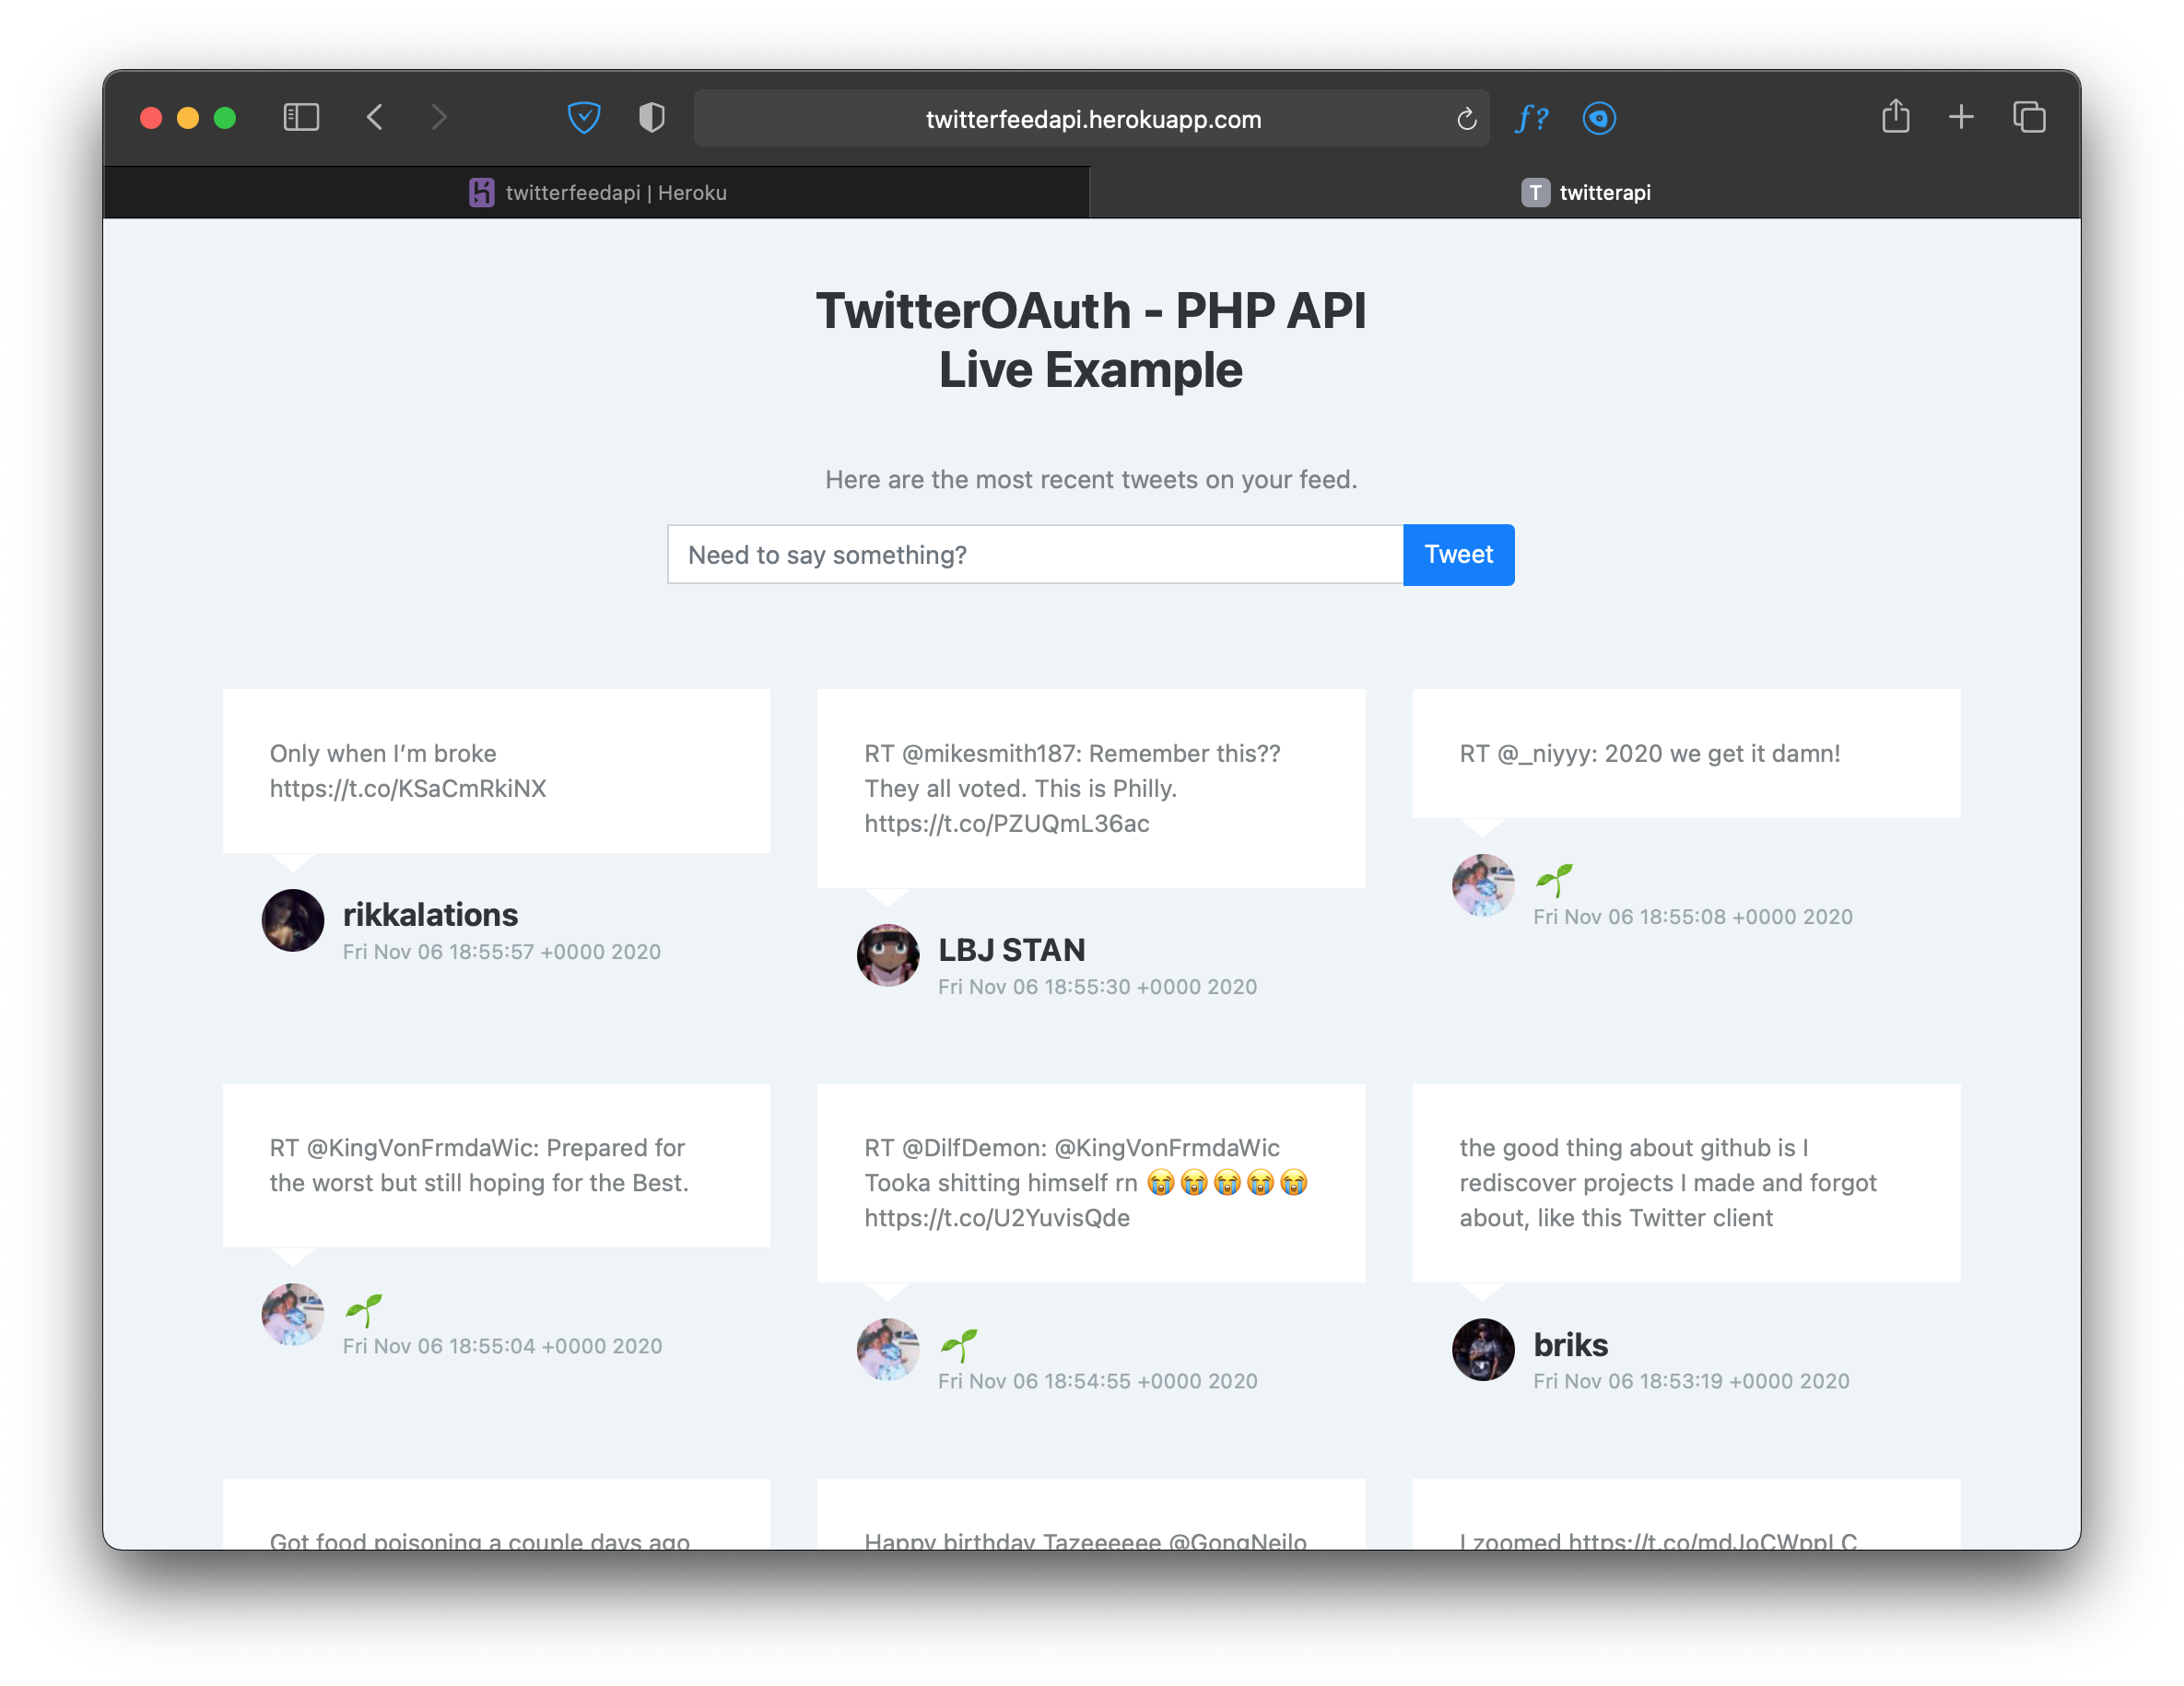 twitterfeedapi.herokuapp.com
f?
twitterfeedapi | Heroku
T twitterapi
TwitterOAuth - PHP API
Live Example
Here are the most recent tweets on your feed.
Need to say something?
Tweet
Only when I’m broke
https://t.co/KSaCmRkiNX
rikkalations
Fri Nov 06 18:55:57 +0000 2020
RT @mikesmith187: Remember this??
They all voted. This is Philly.
https://t.co/PZUQmL36ac
LBJ STAN
Fri Nov 06 18:55:30 +0000 2020
RT @_niyyy: 2020 we get it damn!
🌱
Fri Nov 06 18:55:08 +0000 2020
RT @KingVonFrmdaWic: Prepared for
the worst but still hoping for the Best.
🌱
Fri Nov 06 18:55:04 +0000 2020
RT @DilfDemon: @KingVonFrmdaWic
Tooka shitting himself rn 😭😭😭😭😭
https://t.co/U2YuvisQde
🌱
Fri Nov 06 18:54:55 +0000 2020
the good thing about github is I
rediscover projects I made and forgot
about, like this Twitter client
briks
Fri Nov 06 18:53:19 +0000 2020
Got food poisoning a couple days ago
Happy birthday Tazeeeeee @GongNeilo
I zoomed https://t.co/mdJoCWppLC